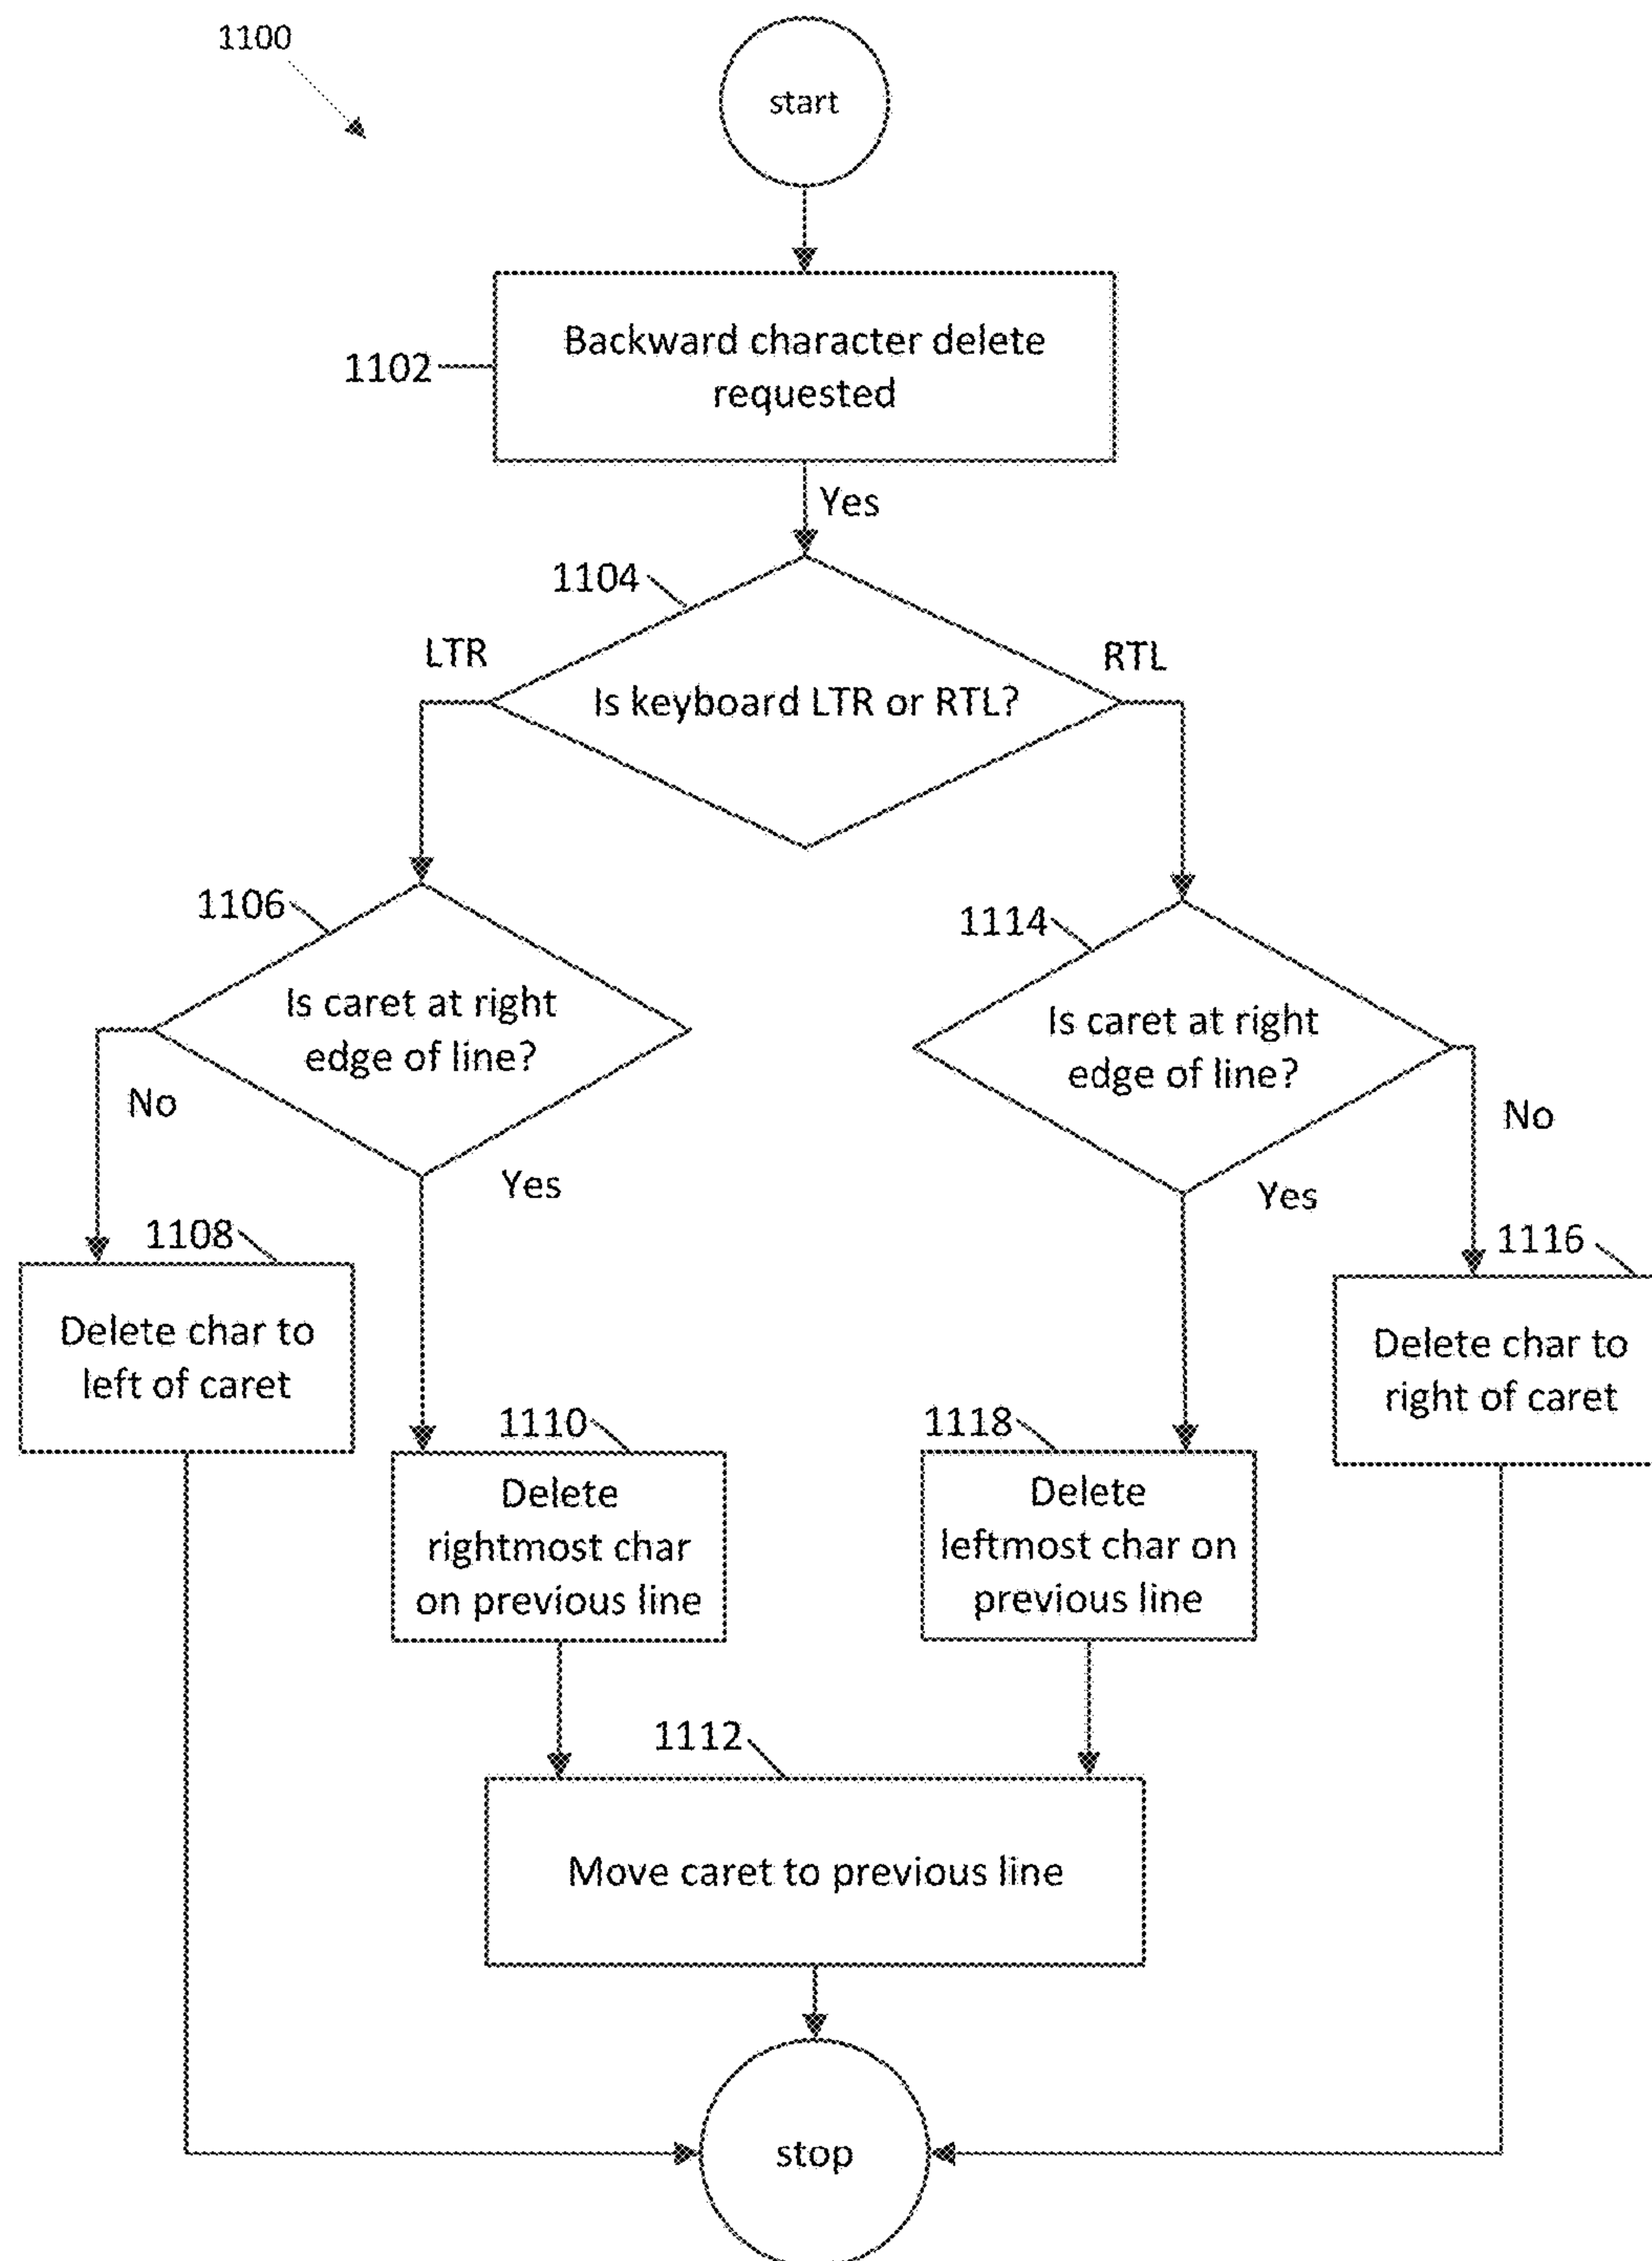 1100
start
1102
Backward character delete
requested
Yes
1104
LTR
RTL
Is keyboard LTR or RTL?
1106
1114
Is caret at right
edge of line?
Is caret at right
edge of line?
No
No
Yes
Yes
1108
1116
Delete char to
left of caret
Delete char to
right of caret
1110
1118
Delete
rightmost char
on previous line
Delete
leftmost char on
previous line
1112
Move caret to previous line
stop